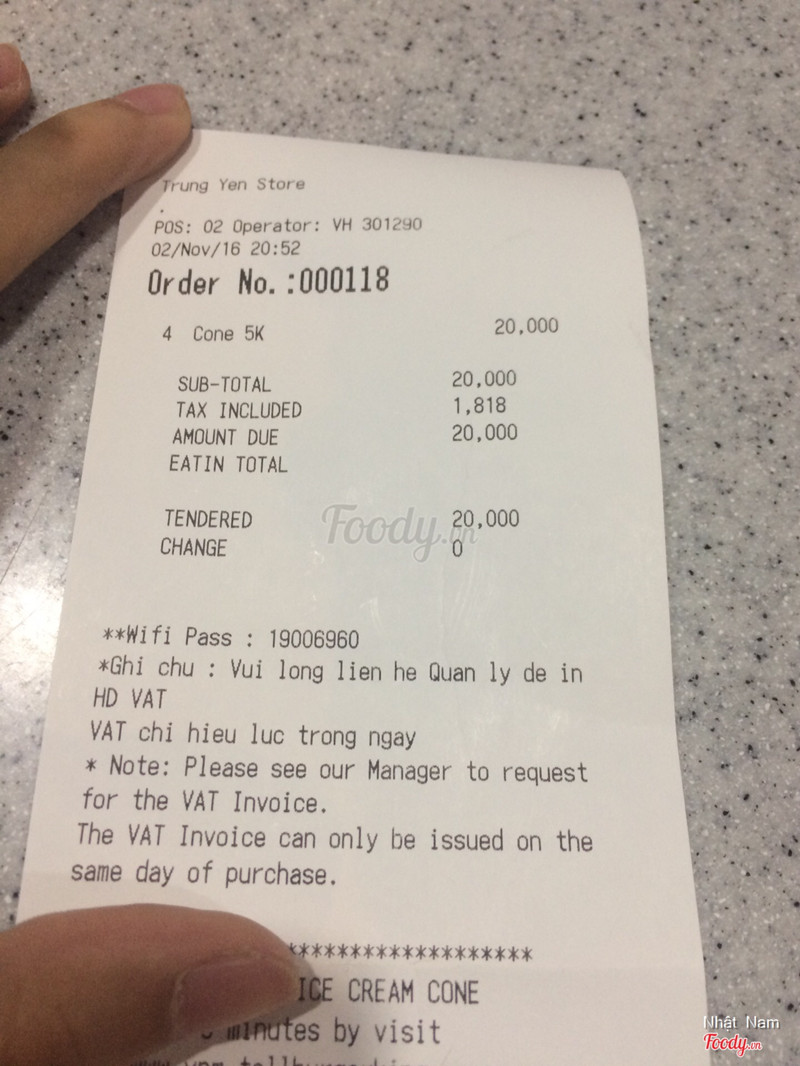 Trung Yen Store
.
POS: 02 Operator: VH 301290
02/Nov/16 20:52
Order No.:000118
4 Cone 5K 20,000
SUB-TOTAL 20,000
TAX INCLUDED 1,818
AMOUNT DUE 20,000
EATIN TOTAL
TENDERED 20,000
CHANGE 0
Foody.vn
**Wifi Pass : 19006960
*Ghi chu : Vui long lien he Quan ly de in
HD VAT
VAT chi hieu luc trong ngay
* Note: Please see our Manager to request
for the VAT Invoice.
The VAT Invoice can only be issued on the
same day of purchase.
********************
ICE CREAM CONE
minutes by visit
Nhật Nam
Foody.vn